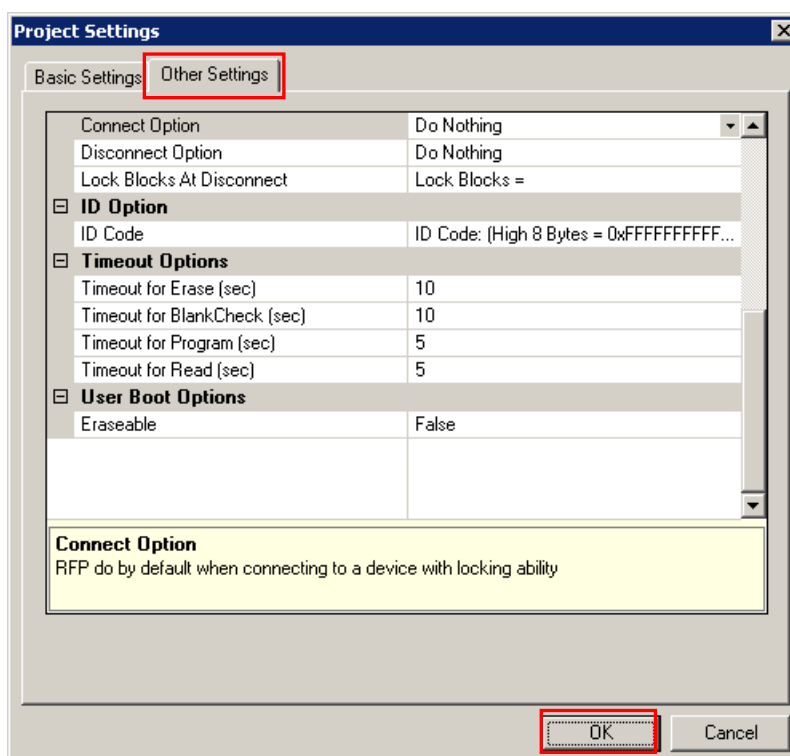 Project Settings
Basic Settings Other Settings
Connect Option Do Nothing
Disconnect Option Do Nothing
Lock Blocks At Disconnect Lock Blocks =
ID Option
ID Code ID Code: (High 8 Bytes = 0xFFFFFFFFFF...
Timeout Options
Timeout for Erase (sec) 10
Timeout for BlankCheck (sec) 10
Timeout for Program (sec) 5
Timeout for Read (sec) 5
User Boot Options
Eraseable False
Connect Option
RFP do by default when connecting to a device with locking ability
OK Cancel